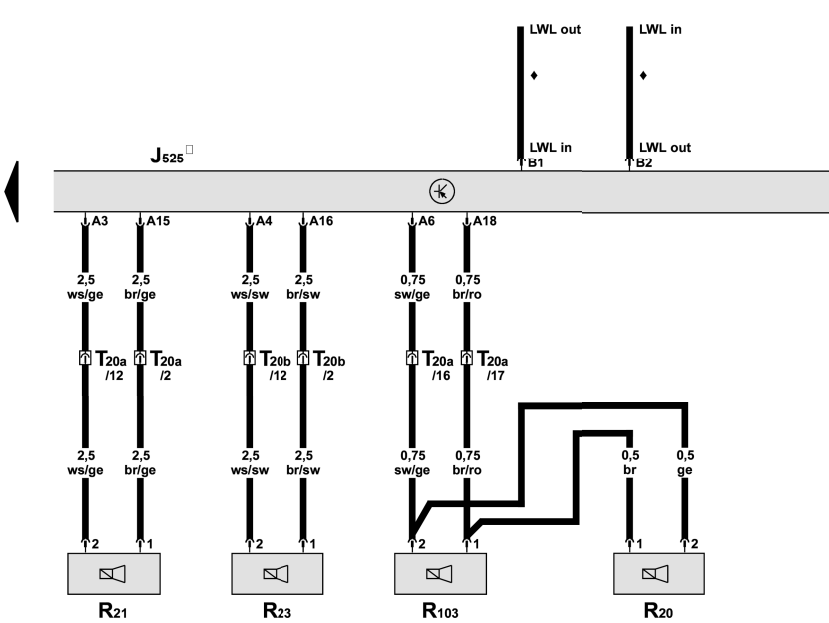 LWL out LWL in
J525
LWL in LWL out
B1 B2
A3 A15 A4 A16 A6 A18
2,5 2,5 2,5 2,5 0,75 0,75
ws/ge br/ge ws/sw br/sw sw/ge br/ro
T20a T20a T20b T20b T20a T20a
/12 /2 /12 /2 /16 /17
2,5 2,5 2,5 2,5 0,75 0,75 0,5 0,5
ws/ge br/ge ws/sw br/sw sw/ge br/ro br ge
2 1 2 1 2 1 1 2
R21 R23 R103 R20